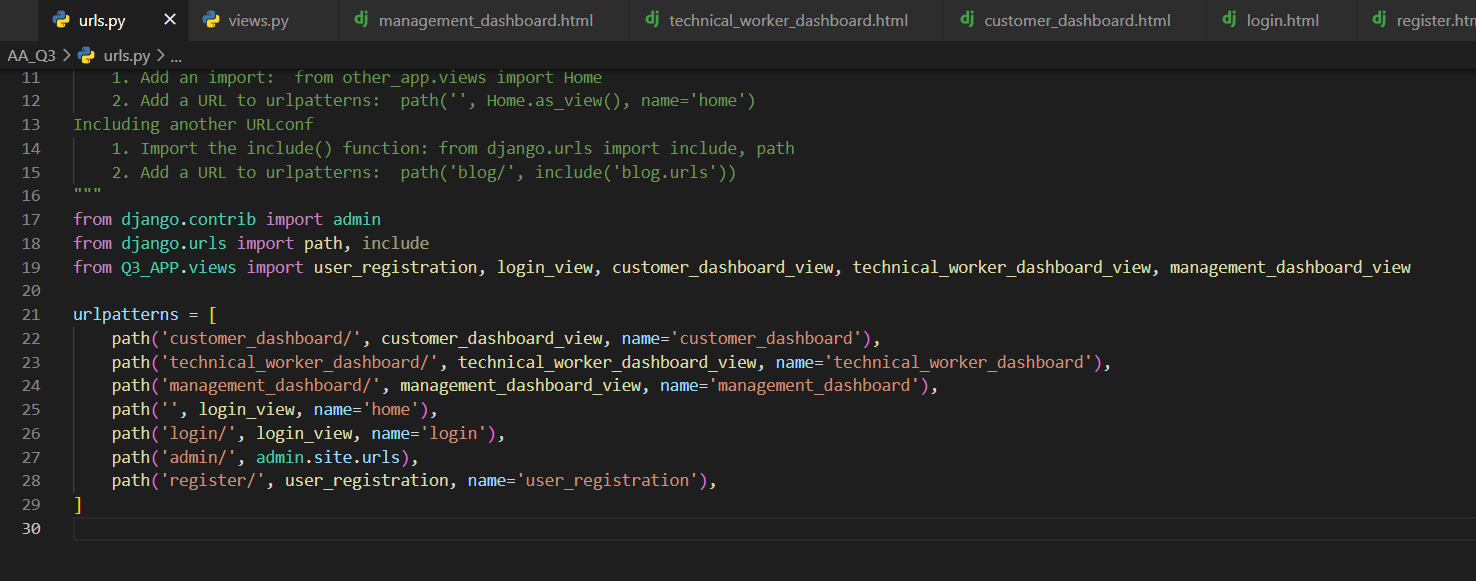 urls.py
views.py
management_dashboard.html
technical_worker_dashboard.html
customer_dashboard.html
login.html
register.htm
AA_Q3 > urls.py > ...
11 1. Add an import:  from other_app.views import Home
12 2. Add a URL to urlpatterns:  path('', Home.as_view(), name='home')
13 Including another URLconf
14 1. Import the include() function: from django.urls import include, path
15 2. Add a URL to urlpatterns:  path('blog/', include('blog.urls'))
16 """
17 from django.contrib import admin
18 from django.urls import path, include
19 from Q3_APP.views import user_registration, login_view, customer_dashboard_view, technical_worker_dashboard_view, management_dashboard_view
20
21 urlpatterns = [
22 path('customer_dashboard/', customer_dashboard_view, name='customer_dashboard'),
23 path('technical_worker_dashboard/', technical_worker_dashboard_view, name='technical_worker_dashboard'),
24 path('management_dashboard/', management_dashboard_view, name='management_dashboard'),
25 path('', login_view, name='home'),
26 path('login/', login_view, name='login'),
27 path('admin/', admin.site.urls),
28 path('register/', user_registration, name='user_registration'),
29 ]
30